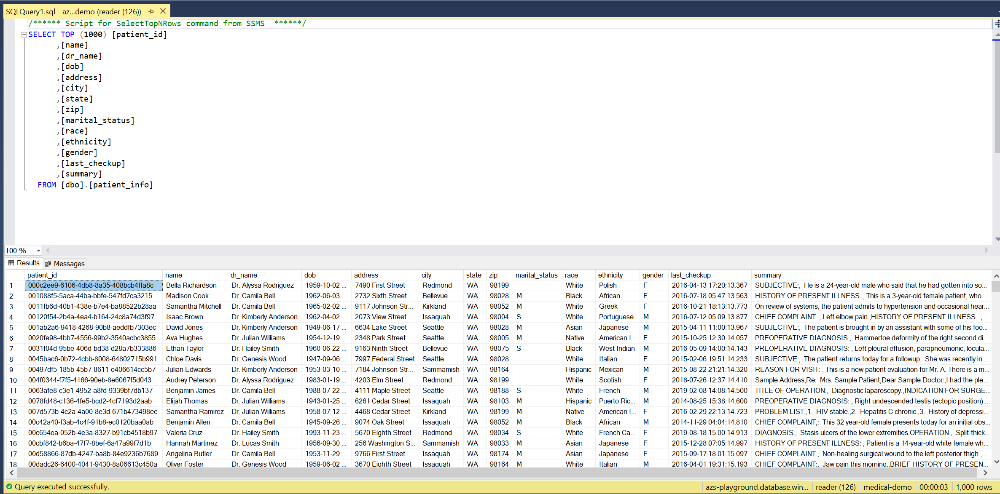 SQLQuery1.sql - az...demo (reader (126))
/****** Script for SelectTopNRows command from SSMS  ******/
SELECT TOP (1000) [patient_id]
,[name]
,[dr_name]
,[dob]
,[address]
,[city]
,[state]
,[zip]
,[marital_status]
,[race]
,[ethnicity]
,[gender]
,[last_checkup]
,[summary]
FROM [dbo].[patient_info]
100 %
Results Messages
patient_id name dr_name dob address city state zip marital_status race ethnicity gender last_checkup summary
1 000c2ee9-6106-4db8-8a35-408bcb4ffa8c Bella Richardson Dr. Alyssa Rodriguez 1959-10-02 ... 7490 First Street Redmond WA 98199 White Polish F 2016-04-13 17:20:13.367 SUBJECTIVE:, He is a 24-year-old male who said that he had gotten into so...
2 001088f5-5aca-44ba-bbfe-547fd7ca3215 Madison Cook Dr. Camila Bell 1962-06-03 ... 2732 Sixth Street Bellevue WA 98028 M Black African F 2016-07-18 05:47:13.563 HISTORY OF PRESENT ILLNESS: , This is a 3-year-old female patient, who ...
3 0011fb6d-40b1-438e-b7e4-ba88522b28aa Samantha Mitchell Dr. Camila Bell 1965-02-02 ... 9117 Johnson Str... Kirkland WA 98052 M White Greek F 2016-10-21 18:13:13.773 On review of systems, the patient admits to hypertension and occasional hear...
4 00120f54-2b4a-4ea4-b164-24c8a74d3f97 Isaac Brown Dr. Kimberly Anderson 1962-04-02 ... 2073 View Street Issaquah WA 98004 S White Portuguese M 2016-07-12 05:09:13.877 CHIEF COMPLAINT: , Left elbow pain.,HISTORY OF PRESENT ILLNESS: ,...
5 001ab2a6-9418-4268-90b8-aeddfb7303ec David Jones Dr. Kimberly Anderson 1949-06-17 ... 6634 Lake Street Seattle WA 98028 M Asian Japanese M 2015-04-11 11:00:13.967 SUBJECTIVE:, The patient is brought in by an assistant with some of his foo...
6 0020fe98-4bb7-4556-99b2-3540acbc3855 Ava Hughes Dr. Julian Williams 1954-12-19 ... 2348 Park Street Seattle WA 98005 M Native American I... F 2015-10-25 12:30:14.057 PREOPERATIVE DIAGNOSIS:, Hammertoe deformity of the right second di...
7 0031f04d-95be-406d-bd38-d28a7b333886 Ethan Taylor Dr. Hailey Smith 1960-06-22 ... 9163 Ninth Street Bellevue WA 98075 S Black West Indian M 2016-05-09 14:00:14.143 PREOPERATIVE DIAGNOSIS: , Left pleural effusion, parapneumonic, locula...
8 0045bac6-0b72-4cbb-8008-64802715b991 Chloe Davis Dr. Genesis Wood 1947-09-06 ... 7997 Federal Street Seattle WA 98028 White Italian F 2015-02-06 19:51:14.233 SUBJECTIVE:, The patient returns today for a followup. She was recently in ...
9 00497df5-185b-45b7-8611-e406614cc5b7 Julian Edwards Dr. Kimberly Anderson 1953-03-10 ... 7184 Johnson Str... Sammamish WA 98164 Hispanic Mexican M 2015-08-22 21:21:14.320 REASON FOR VISIT: , This is a new patient evaluation for Mr. A. There is a m...
10 004f0344-f7f5-4166-90eb-8e6067f5d043 Audrey Peterson Dr. Alyssa Rodriguez 1983-01-19 ... 4203 Elm Street Redmond WA 98199 White Scotish F 2018-07-26 12:37:14.410 Sample Address,Re: Mrs. Sample Patient,Dear Sample Doctor:,I had the ple...
11 0063afe8-c3e1-4952-a8fd-9339bf7db137 Benjamin James Dr. Camila Bell 1988-07-22 ... 4111 Maple Street Seattle WA 98188 S White French M 2019-02-08 14:08:14.500 TITLE OF OPERATION:, Diagnostic laparoscopy.,INDICATION FOR SURGE...
12 0078fd48-c136-4fe5-bcd2-4cf7193d2aab Elijah Thomas Dr. Julian Williams 1943-01-25 ... 6261 Cedar Street Issaquah WA 98103 M Hispanic Puerto Ric... M 2014-08-25 15:38:14.600 PREOPERATIVE DIAGNOSIS: , Right undescended testis (ectopic position)....
13 007d573b-4c2a-4a00-8e3d-671b473498ec Samantha Ramirez Dr. Julian Williams 1958-07-12 ... 4468 Cedar Street Kirkland WA 98199 M Native American I... F 2016-02-29 22:13:14.723 PROBLEM LIST:,1. HIV stable.,2. Hepatitis C chronic.,3. History of depressi...
14 00c42a40-f3ab-4c4f-91b8-ec0120baa0ab Benjamin Allen Dr. Camila Bell 1945-09-26 ... 9074 Oak Street Issaquah WA 98052 M Black African M 2014-11-29 04:04:14.810 CHIEF COMPLAINT,: This 32 year-old female presents today for an initial obs...
15 00c654ea-052b-4e3a-8327-b91cb4518b97 Valeria Cruz Dr. Hailey Smith 1993-11-23 ... 5670 Eighth Street Redmond WA 98034 S White French Ca... F 2019-08-18 15:00:14.913 DIAGNOSIS:, Stasis ulcers of the lower extremities,OPERATION:, Split-thick...
16 00cbf842-b6ba-47f7-8bef-6a47a99f7d1b Hannah Martinez Dr. Lucas Smith 1956-09-30 ... 256 Washington S... Sammamish WA 98033 M Asian Japanese F 2015-12-28 07:05:14.997 HISTORY OF PRESENT ILLNESS: , Patient is a 14-year-old white female wh...
17 00d58866-87db-4247-ba8b-84e9236b7689 Angelina Butler Dr. Camila Bell 1953-11-29 ... 9766 First Street Issaquah WA 98174 M Asian Japanese F 2015-09-17 18:01:15.097 CHIEF COMPLAINT:, Non-healing surgical wound to the left posterior thigh.,...
18 00dadc26-6400-4041-9430-8a06613c450a Oliver Foster Dr. Genesis Wood 1959-06-02 ... 3670 Eighth Street Issaquah WA 98164 M White Italian M 2016-04-01 19:31:15.193 CHIEF COMPLAINT:, Jaw pain this morning.,BRIEF HISTORY OF PRESEN...
Query executed successfully. azs-playground.database.win... reader (126) medical-demo 00:00:03 1,000 rows